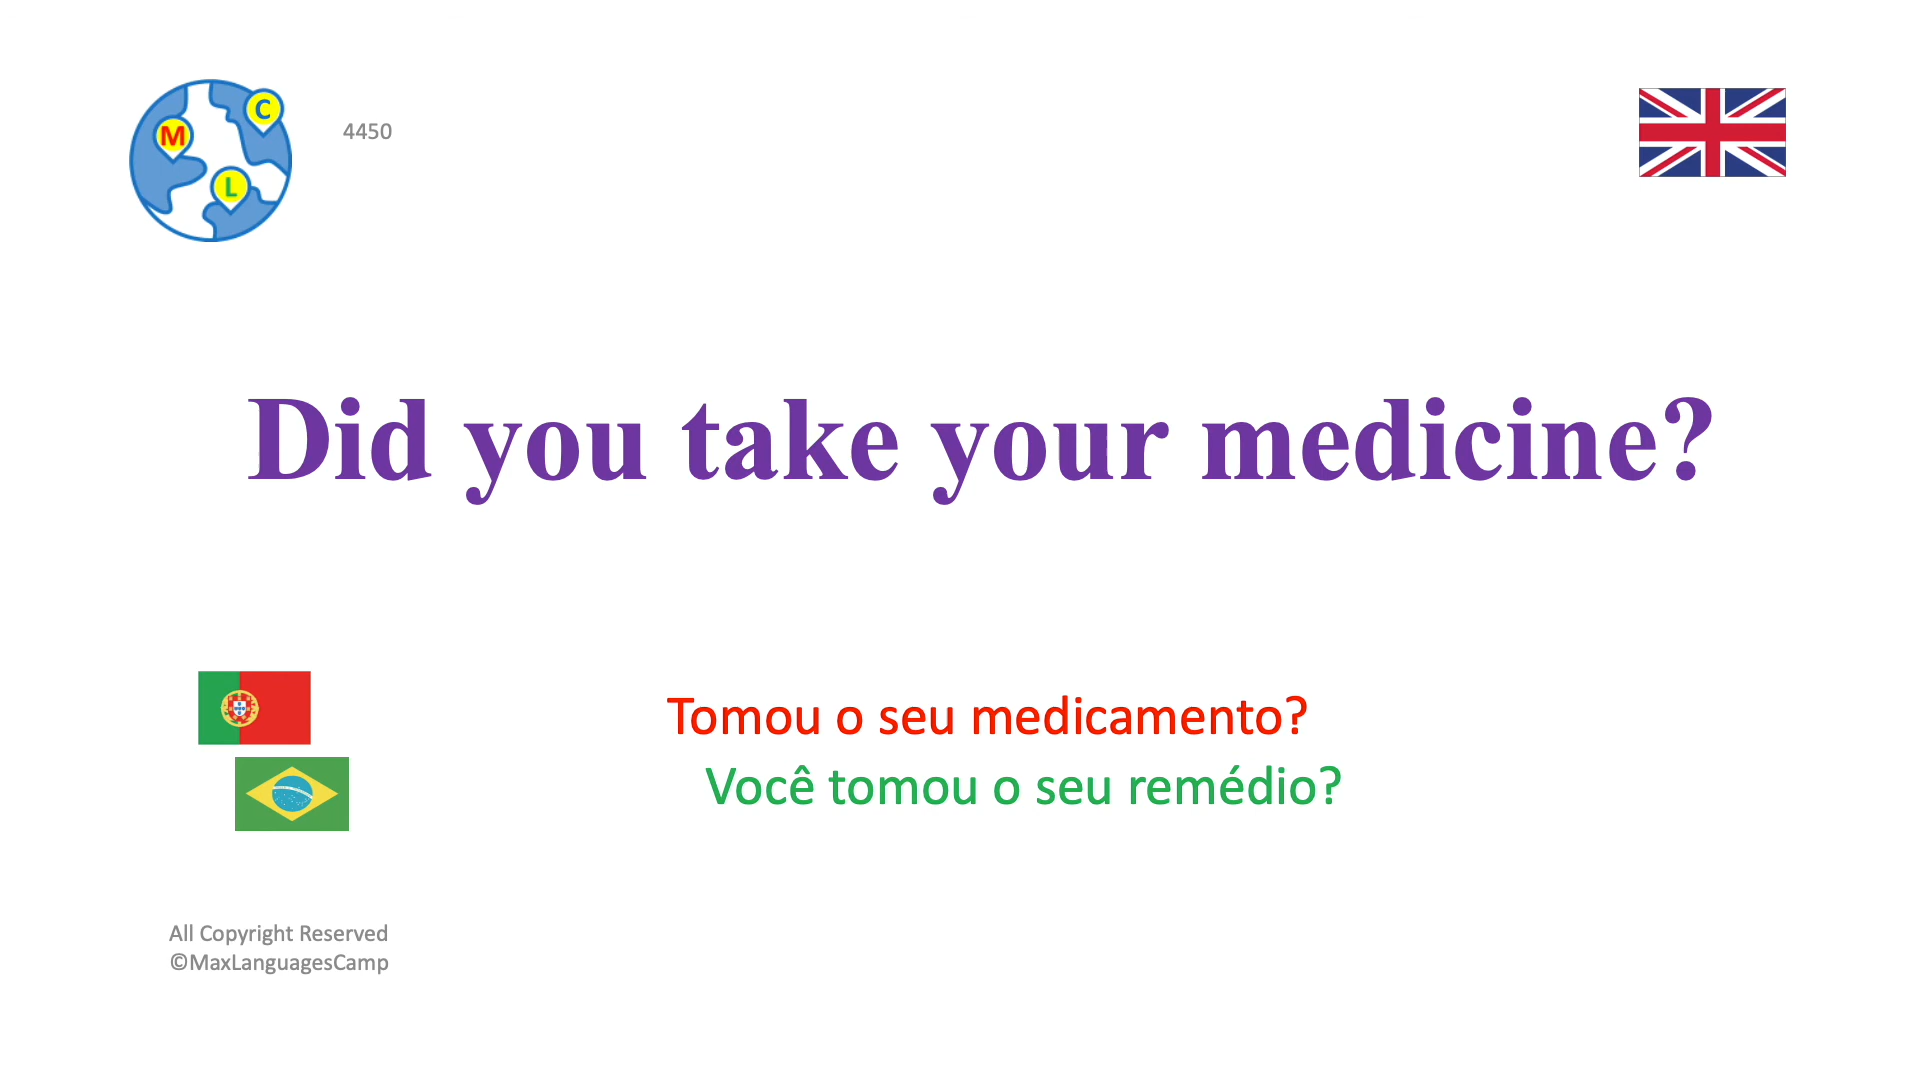 M
C
L
4450
Did you take your medicine?
Tomou o seu medicamento?
Você tomou o seu remédio?
All Copyright Reserved
©MaxLanguagesCamp